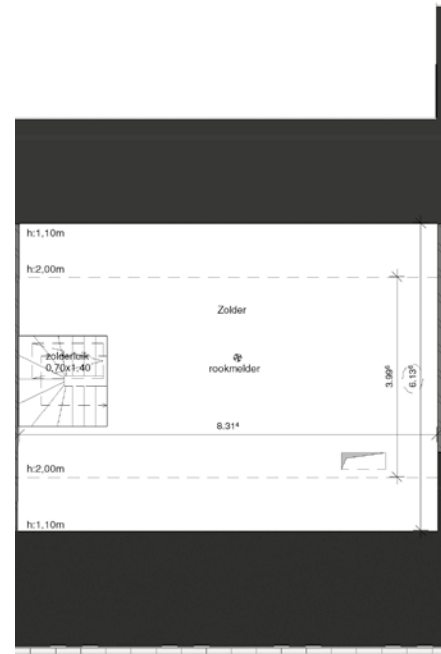 h:1,10m
h:2,00m
Zolder
zolderluik
0,70x1,40
rookmelder
3.99⁶
6.13⁶
8.31⁴
h:2,00m
h:1,10m